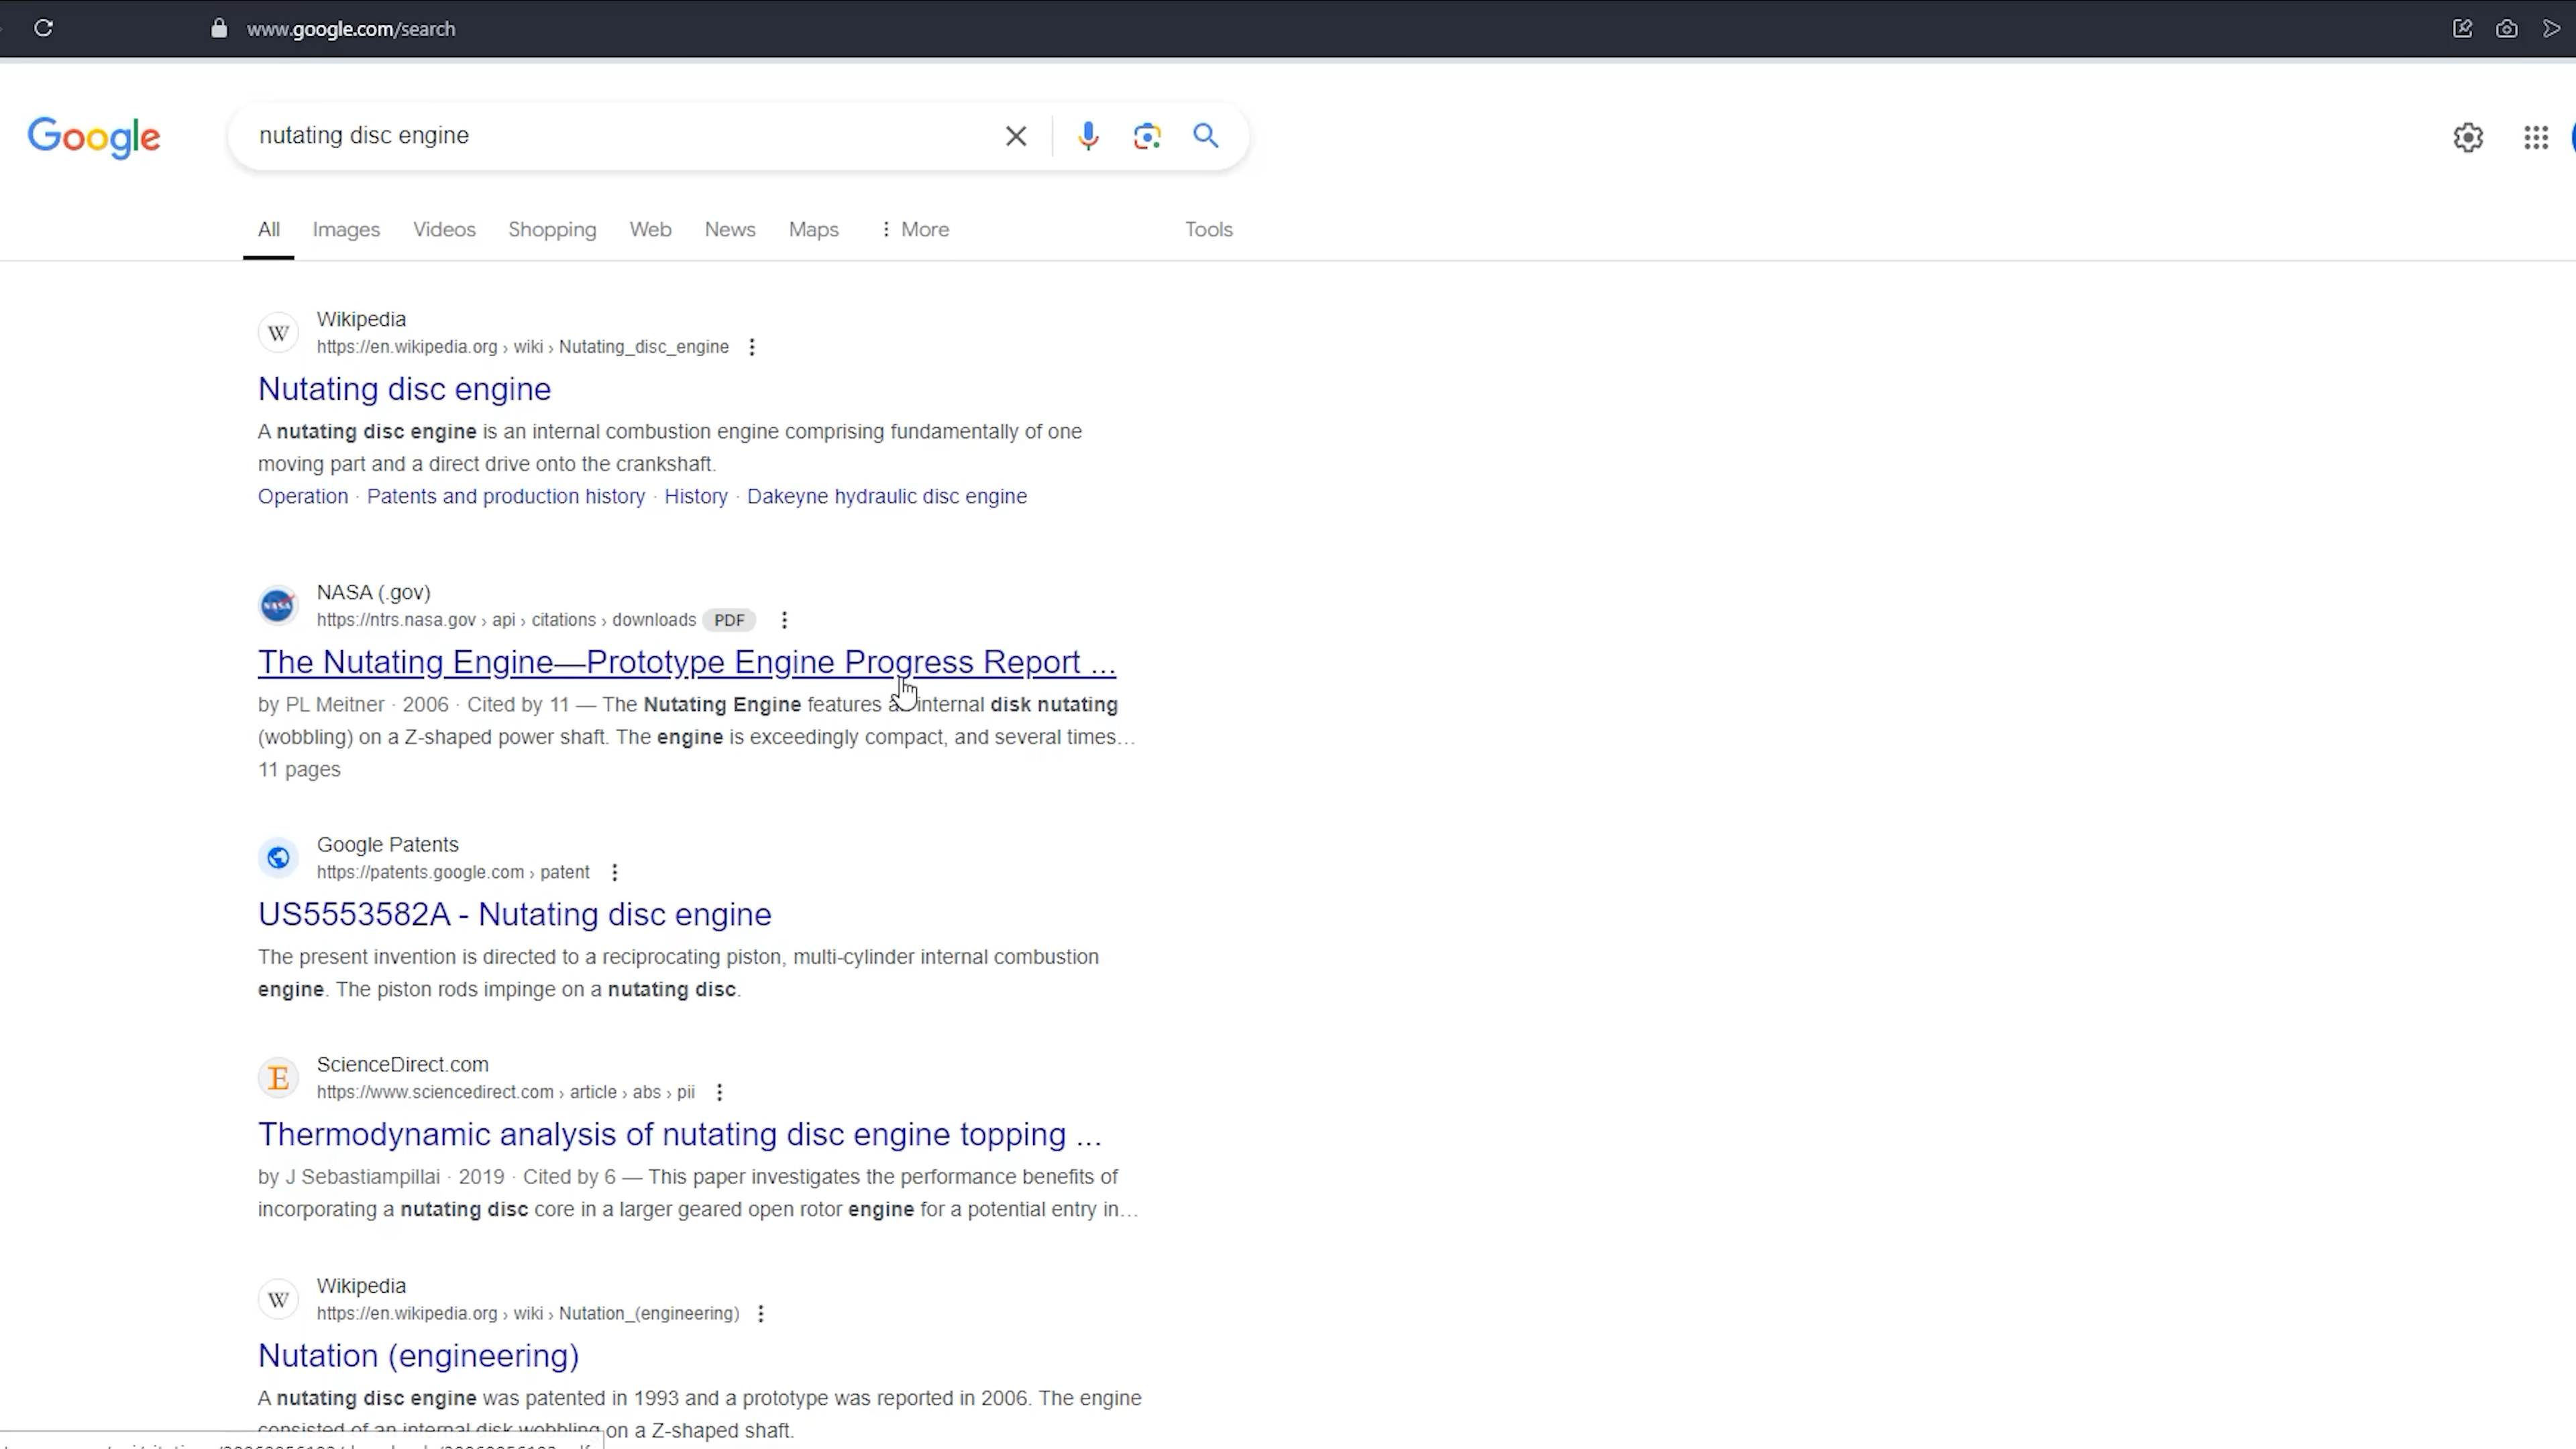 www.google.com/search
Google
nutating disc engine
All Images Videos Shopping Web News Maps More Tools
W
Wikipedia
https://en.wikipedia.org › wiki › Nutating_disc_engine
Nutating disc engine
A nutating disc engine is an internal combustion engine comprising fundamentally of one
moving part and a direct drive onto the crankshaft.
Operation · Patents and production history · History · Dakeyne hydraulic disc engine
NASA
NASA (.gov)
https://ntrs.nasa.gov › api › citations › downloads PDF
The Nutating Engine—Prototype Engine Progress Report ...
by PL Meitner · 2006 · Cited by 11 — The Nutating Engine features internal disk nutating
(wobbling) on a Z-shaped power shaft. The engine is exceedingly compact, and several times...
11 pages
Google Patents
https://patents.google.com › patent
US5553582A - Nutating disc engine
The present invention is directed to a reciprocating piston, multi-cylinder internal combustion
engine. The piston rods impinge on a nutating disc.
E
ScienceDirect.com
https://www.sciencedirect.com › article › abs › pii
Thermodynamic analysis of nutating disc engine topping ...
by J Sebastiampillai · 2019 · Cited by 6 — This paper investigates the performance benefits of
incorporating a nutating disc core in a larger geared open rotor engine for a potential entry in...
W
Wikipedia
https://en.wikipedia.org › wiki › Nutation_(engineering)
Nutation (engineering)
A nutating disc engine was patented in 1993 and a prototype was reported in 2006. The engine
consisted of an internal disk wobbling on a Z-shaped shaft.